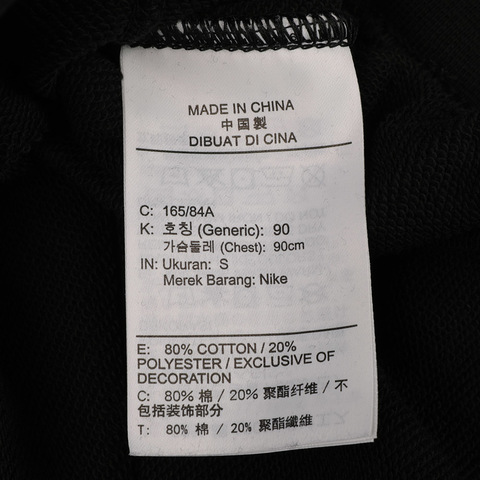 MADE IN CHINA
中国製
DIBUAT DI CINA
C: 165/84A
K: 호칭 (Generic): 90
가슴둘레 (Chest): 90cm
IN: Ukuran: S
Merek Barang: Nike
E: 80% COTTON / 20%
POLYESTER / EXCLUSIVE OF
DECORATION
C: 80% 棉 / 20% 聚酯纤维 / 不
包括装饰部分
T: 80% 棉 / 20% 聚酯纖維